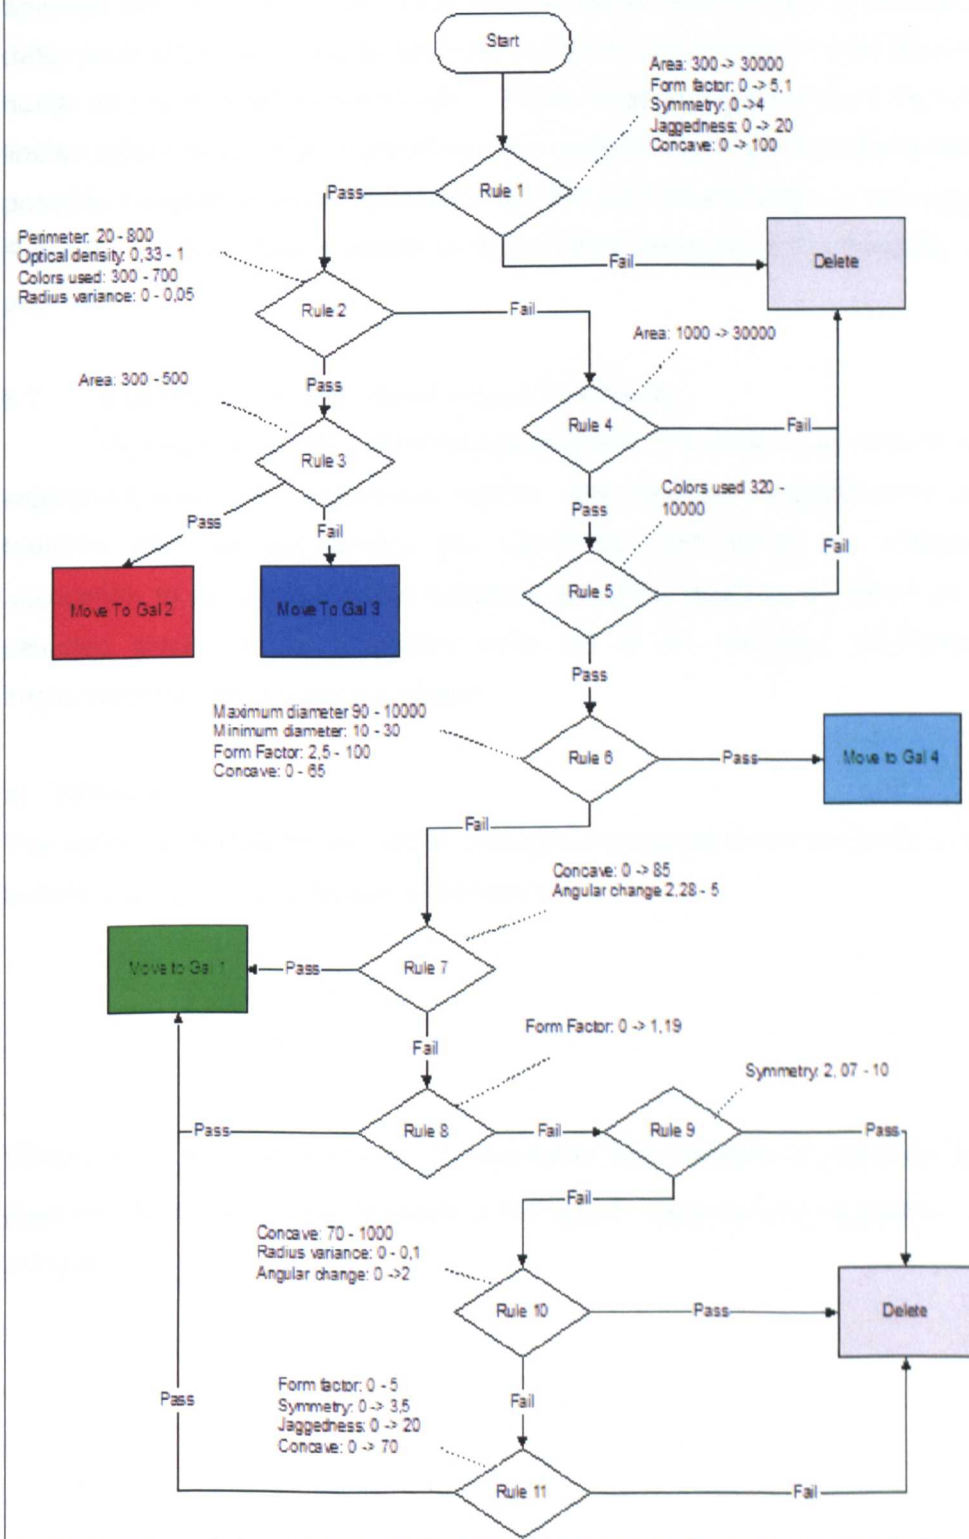 Start
Area: 300 -> 30000
Form factor: 0 -> 5,1
Symmetry: 0 ->4
Jaggedness: 0 -> 20
Concave: 0 -> 100
Rule 1
Pass
Fail
Delete
Perimeter: 20 - 800
Optical density: 0,33 - 1
Colors used: 300 - 700
Radius variance: 0 - 0,05
Rule 2
Fail
Pass
Area: 1000 -> 30000
Area: 300 - 500
Rule 4
Fail
Rule 3
Pass
Fail
Pass
Colors used 320 -
10000
Fail
Move To Gal 2
Move To Gal 3
Rule 5
Pass
Maximum diameter 90 - 10000
Minimum diameter: 10 - 30
Form Factor: 2,5 - 100
Concave: 0 - 65
Rule 6
Pass
Move to Gal 4
Fail
Concave: 0 -> 85
Angular change 2,28 - 5
Move to Gal 1
Pass
Rule 7
Fail
Form Factor: 0 -> 1,19
Symmetry: 2, 07 - 10
Pass
Rule 8
Fail
Rule 9
Pass
Fail
Concave: 70 - 1000
Radius variance: 0 - 0,1
Angular change: 0 ->2
Rule 10
Pass
Delete
Fail
Form factor: 0 - 5
Symmetry: 0 -> 3,5
Jaggedness: 0 -> 20
Concave: 0 -> 70
Pass
Rule 11
Fail